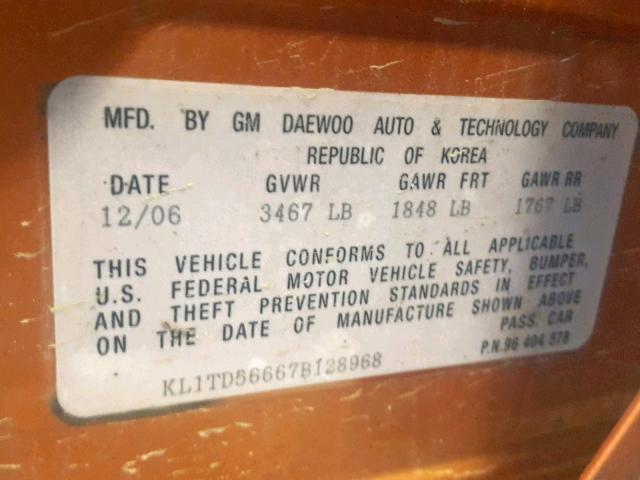 MFD. BY GM DAEWOO AUTO & TECHNOLOGY COMPANY
REPUBLIC OF KOREA
DATE GVWR GAWR FRT GAWR RR
12/06 3467 LB 1848 LB 1767 LB
THIS VEHICLE CONFORMS TO ALL APPLICABLE
U.S. FEDERAL MOTOR VEHICLE SAFETY, BUMPER,
AND THEFT PREVENTION STANDARDS IN EFFECT
ON THE DATE OF MANUFACTURE SHOWN ABOVE
PASS. CAR
KL1TD56667B128968 P.N.96 404 578